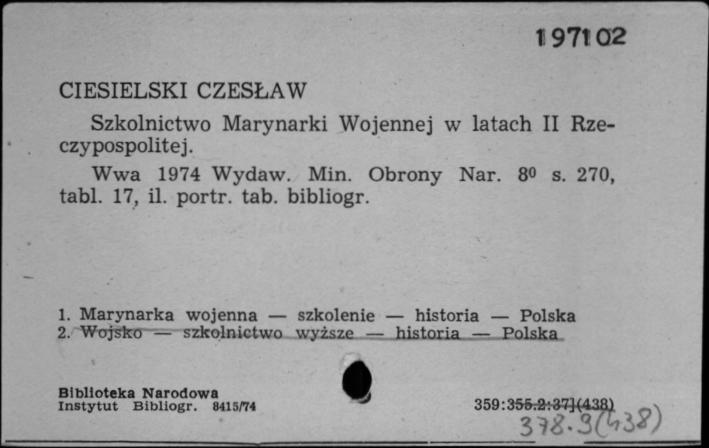 197102
CIESIELSKI CZESŁAW
Szkolnictwo Marynarki Wojennej w latach II Rze-
czypospolitej.
Wwa 1974 Wydaw. Min. Obrony Nar. 8⁰ s. 270,
tabl. 17, il. portr. tab. bibliogr.
1. Marynarka wojenna — szkolenie — historia — Polska
2. Wojsko — szkolnictwo wyższe — historia — Polska
Biblioteka Narodowa
Instytut Bibliogr. 8415/74
359:355.2:37](438)
378.9(438)